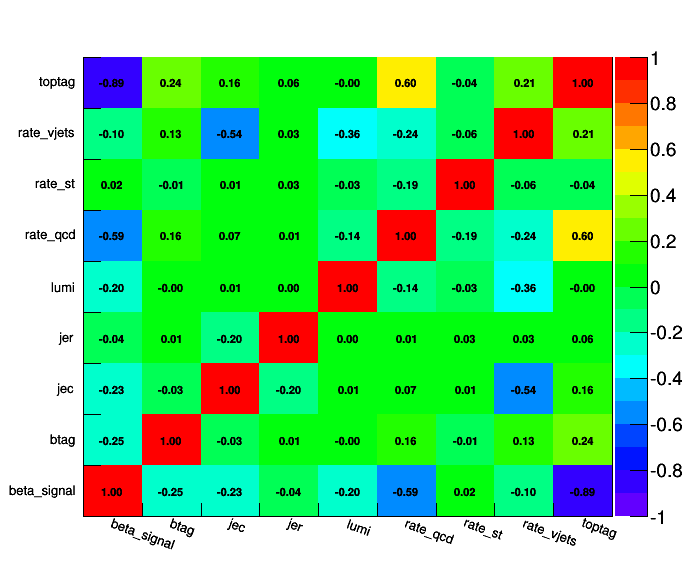 toptag -0.89 0.24 0.16 0.06 -0.00 0.60 -0.04 0.21 1.00
rate_vjets -0.10 0.13 -0.54 0.03 -0.36 -0.24 -0.06 1.00 0.21
rate_st 0.02 -0.01 0.01 0.03 -0.03 -0.19 1.00 -0.06 -0.04
rate_qcd -0.59 0.16 0.07 0.01 -0.14 1.00 -0.19 -0.24 0.60
lumi -0.20 -0.00 0.01 0.00 1.00 -0.14 -0.03 -0.36 -0.00
jer -0.04 0.01 -0.20 1.00 0.00 0.01 0.03 0.03 0.06
jec -0.23 -0.03 1.00 -0.20 0.01 0.07 0.01 -0.54 0.16
btag -0.25 1.00 -0.03 0.01 -0.00 0.16 -0.01 0.13 0.24
beta_signal 1.00 -0.25 -0.23 -0.04 -0.20 -0.59 0.02 -0.10 -0.89
beta_signal btag jec jer lumi rate_qcd rate_st rate_vjets toptag
1
0.8
0.6
0.4
0.2
0
-0.2
-0.4
-0.6
-0.8
-1